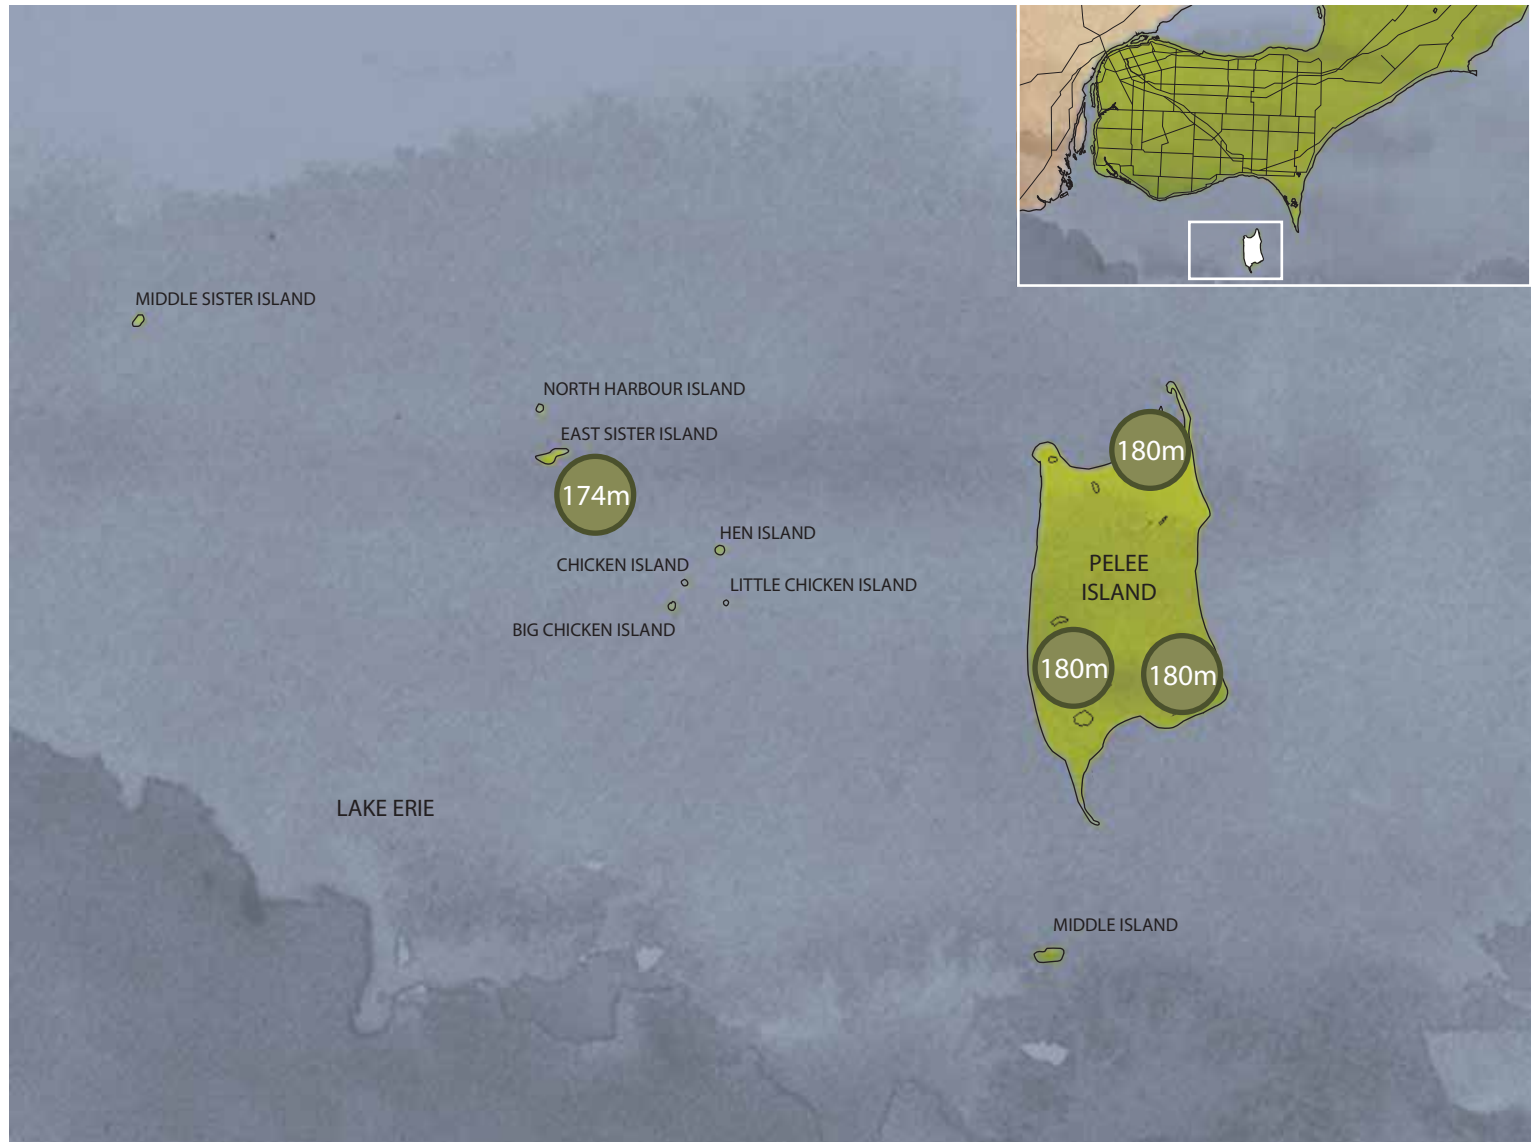 MIDDLE SISTER ISLAND
NORTH HARBOUR ISLAND
EAST SISTER ISLAND
180m
174m
HEN ISLAND
CHICKEN ISLAND
PELEE
ISLAND
LITTLE CHICKEN ISLAND
BIG CHICKEN ISLAND
180m
180m
LAKE ERIE
MIDDLE ISLAND